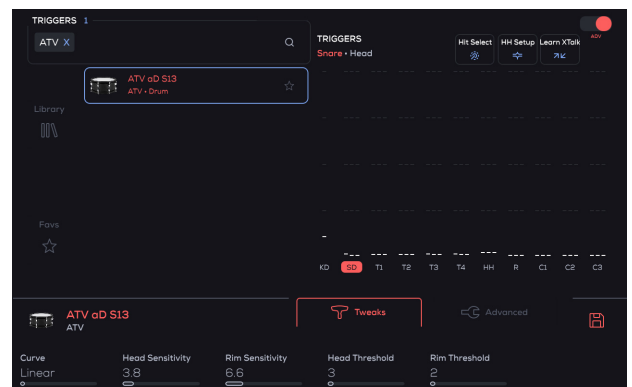 TRIGGERS 1
ATV X
ATV aD S13
ATV • Drum
Library
Favs
TRIGGERS
Snare • Head
Hit Select
HH Setup
Learn XTalk
ADV
KD SD T1 T2 T3 T4 HH R C1 C2 C3
ATV aD S13
ATV
Tweaks
Advanced
Curve Head Sensitivity Rim Sensitivity Head Threshold Rim Threshold
Linear 3.8 6.6 3 2